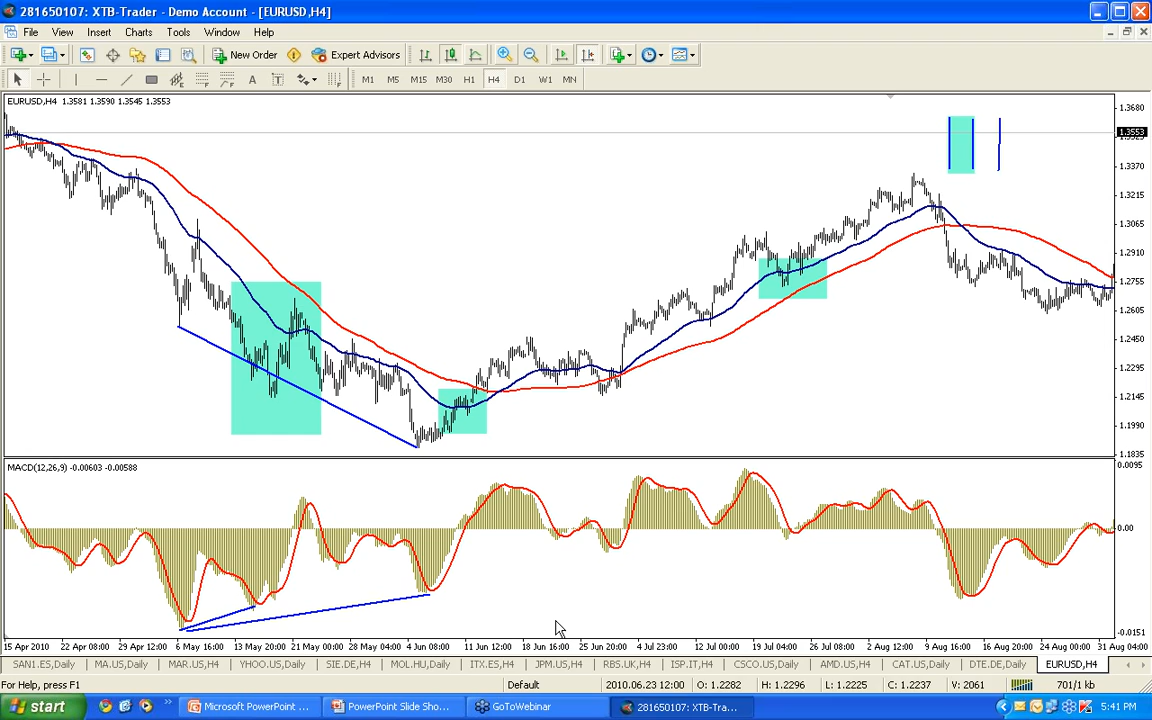 281650107: XTB-Trader - Demo Account - [EURUSD,H4]
File View Insert Charts Tools Window Help
New Order Expert Advisors
A T M1 M5 M15 M30 H1 H4 D1 W1 MN
EURUSD,H4 1.3581 1.3590 1.3545 1.3553
1.3680
1.3553
1.3370
1.3215
1.3065
1.2910
1.2755
1.2605
1.2450
1.2295
1.2145
1.1990
1.1835
MACD(12,26,9) -0.00603 -0.00588
0.0095
0.00
-0.0151
15 Apr 2010 22 Apr 08:00 29 Apr 12:00 6 May 16:00 13 May 20:00 21 May 00:00 28 May 04:00 4 Jun 08:00 11 Jun 12:00 18 Jun 16:00 25 Jun 20:00 4 Jul 23:00 12 Jul 00:00 19 Jul 04:00 26 Jul 08:00 2 Aug 12:00 9 Aug 16:00 16 Aug 20:00 24 Aug 00:00 31 Aug 04:00
SAN1.ES,Daily MA.US,Daily MAR.US,H4 YHOO.US,Daily SIE.DE,H4 MOL.HU,Daily ITX.ES,H4 JPM.US,H4 RBS.UK,H4 ISP.IT,H4 CSCO.US,Daily AMD.US,H4 CAT.US,Daily DTE.DE,Daily EURUSD,H4
For Help, press F1 Default 2010.06.23 12:00 O: 1.2282 H: 1.2296 L: 1.2225 C: 1.2237 V: 2061 701/1 kb
start Microsoft PowerPoint ... PowerPoint Slide Sho... GoToWebinar 281650107: XTB-Tra... 5:41 PM